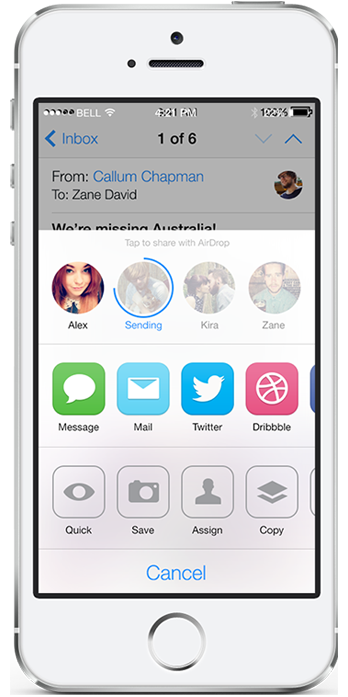 BELL 4:21 PM 100%
Inbox 1 of 6
From: Callum Chapman
To: Zane David
We're missing Australia!
Tap to share with AirDrop
Alex Sending Kira Zane
Message Mail Twitter Dribbble
Quick Save Assign Copy
Cancel